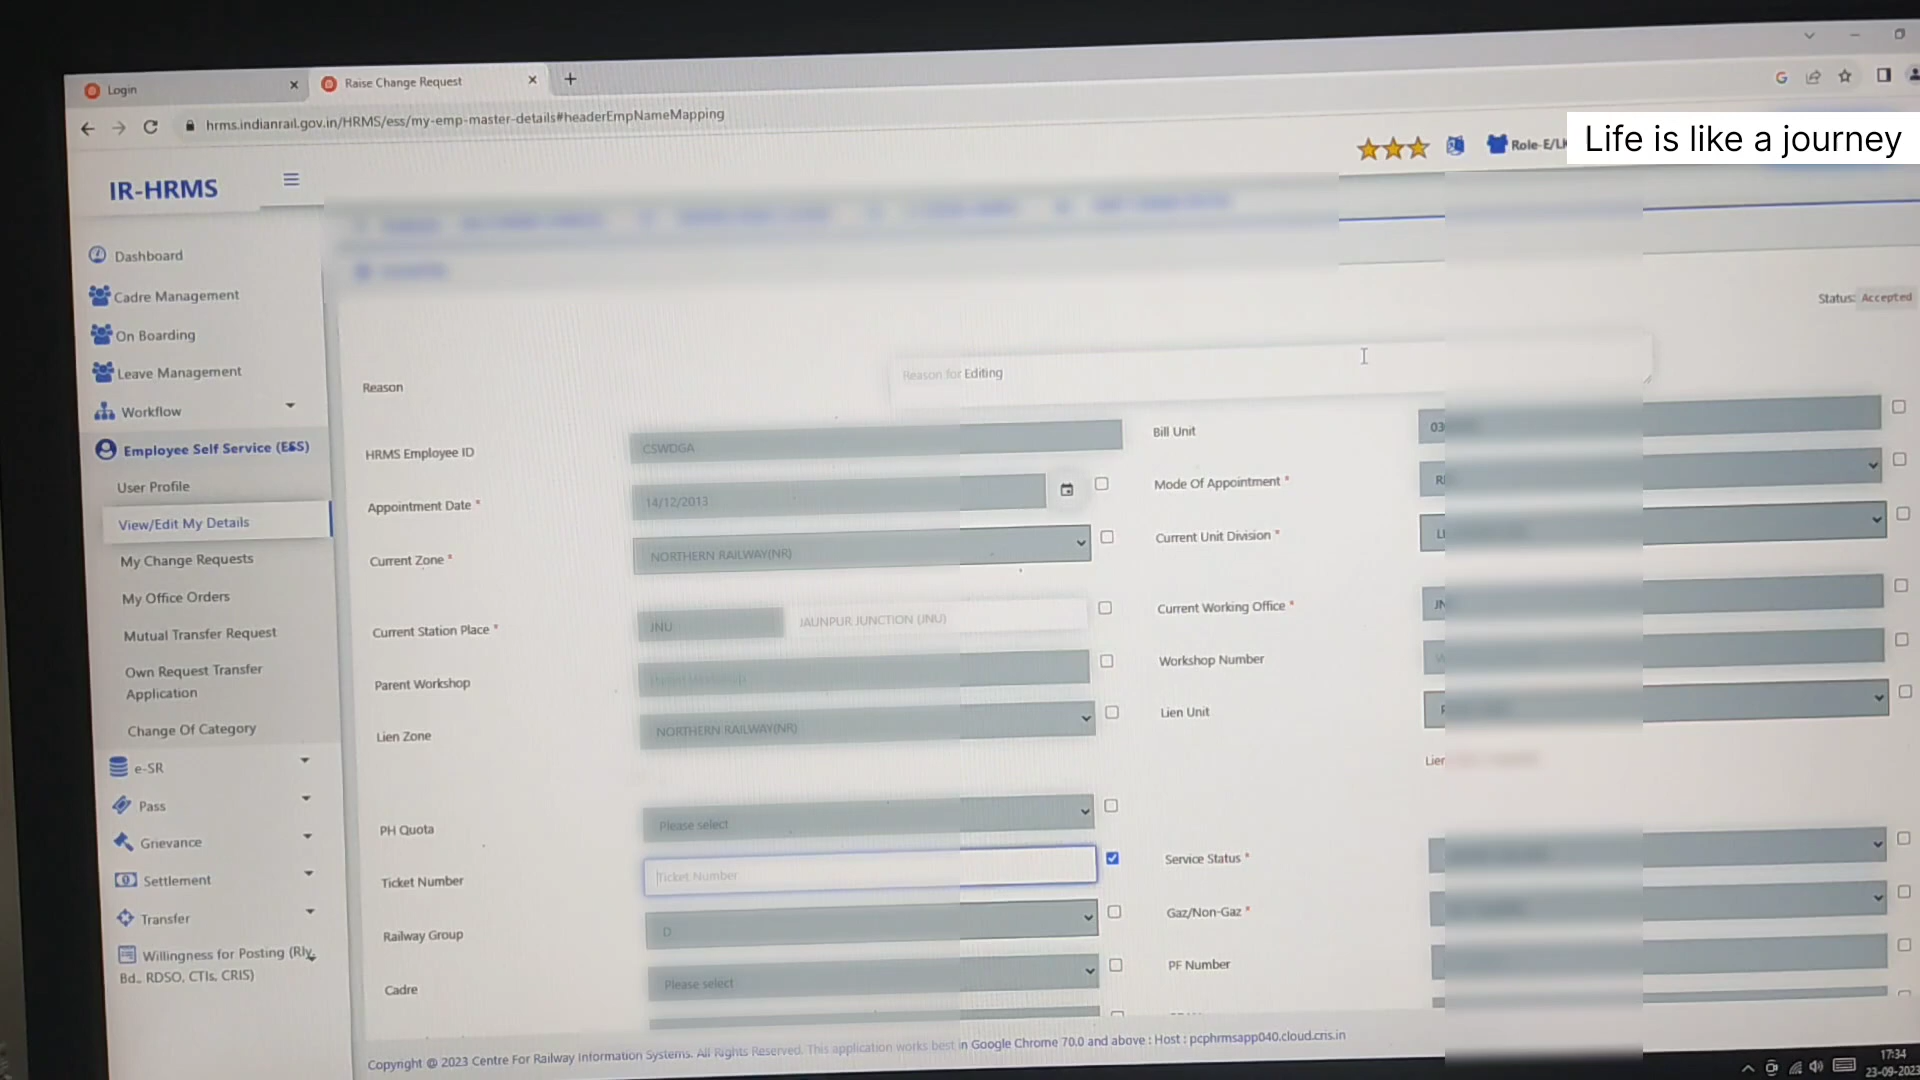 Login
Raise Change Request
hrms.indianrail.gov.in/HRMS/ess/my-emp-master-details#headerEmpNameMapping
Life is like a journey
IR-HRMS
Status: Accepted
Dashboard
Cadre Management
On Boarding
Leave Management
Workflow
Employee Self Service (ESS)
User Profile
View/Edit My Details
My Change Requests
My Office Orders
Mutual Transfer Request
Own Request Transfer
Application
Change Of Category
e-SR
Pass
Grievance
Settlement
Transfer
Willingness for Posting (Rly.
Bd., RDSO, CTIs, CRIS)
Reason
Reason for Editing
HRMS Employee ID
CSWDGA
Bill Unit
Appointment Date *
14/12/2013
Mode Of Appointment *
Current Zone *
NORTHERN RAILWAY(NR)
Current Unit Division *
Current Station Place *
JNU
JAUNPUR JUNCTION (JNU)
Current Working Office *
Parent Workshop
Parent Workshop
Workshop Number
Lien Zone
NORTHERN RAILWAY(NR)
Lien Unit
PH Quota
Please select
Ticket Number
Ticket Number
Service Status *
Railway Group
D
Gaz/Non-Gaz *
Cadre
Please select
PF Number
Copyright @ 2023 Centre For Railway Information Systems. All Rights Reserved. This application works best in Google Chrome 70.0 and above : Host : pcphrmsapp040.cloud.cris.in
17:34
23-09-2023